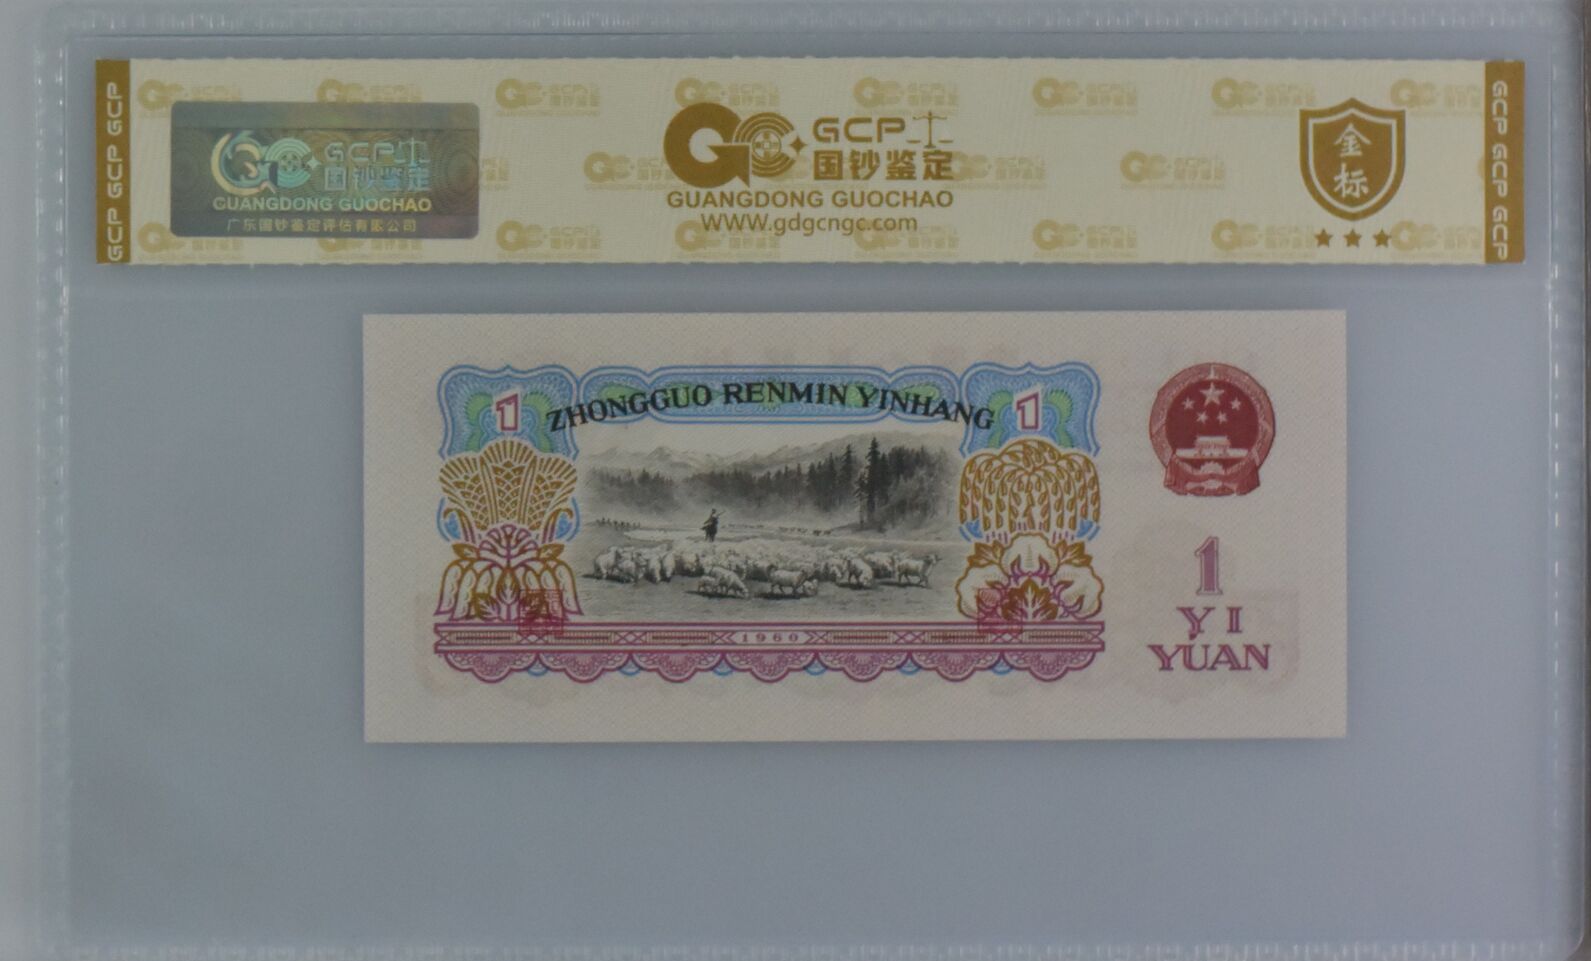 GCP GCP GCP
GCP国钞鉴定
GUANGDONG GUOCHAO
广东国钞鉴定评估有限公司
GCP国钞鉴定
GUANGDONG GUOCHAO
WWW.gdgcngc.com
金标
GCP GCP GCP
ZHONGGUO RENMIN YINHANG
1
1
1960
1
YI
YUAN